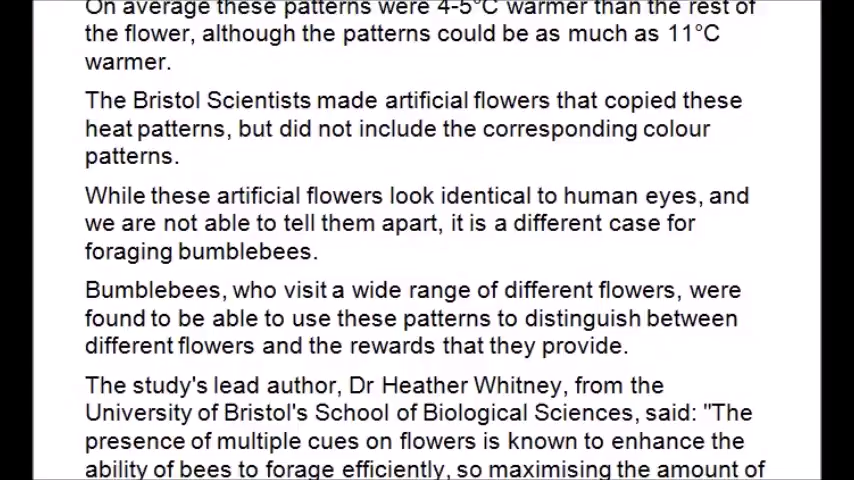 On average these patterns were 4-5°C warmer than the rest of
the flower, although the patterns could be as much as 11°C
warmer.
The Bristol Scientists made artificial flowers that copied these
heat patterns, but did not include the corresponding colour
patterns.
While these artificial flowers look identical to human eyes, and
we are not able to tell them apart, it is a different case for
foraging bumblebees.
Bumblebees, who visit a wide range of different flowers, were
found to be able to use these patterns to distinguish between
different flowers and the rewards that they provide.
The study's lead author, Dr Heather Whitney, from the
University of Bristol's School of Biological Sciences, said: "The
presence of multiple cues on flowers is known to enhance the
ability of bees to forage efficiently, so maximising the amount of